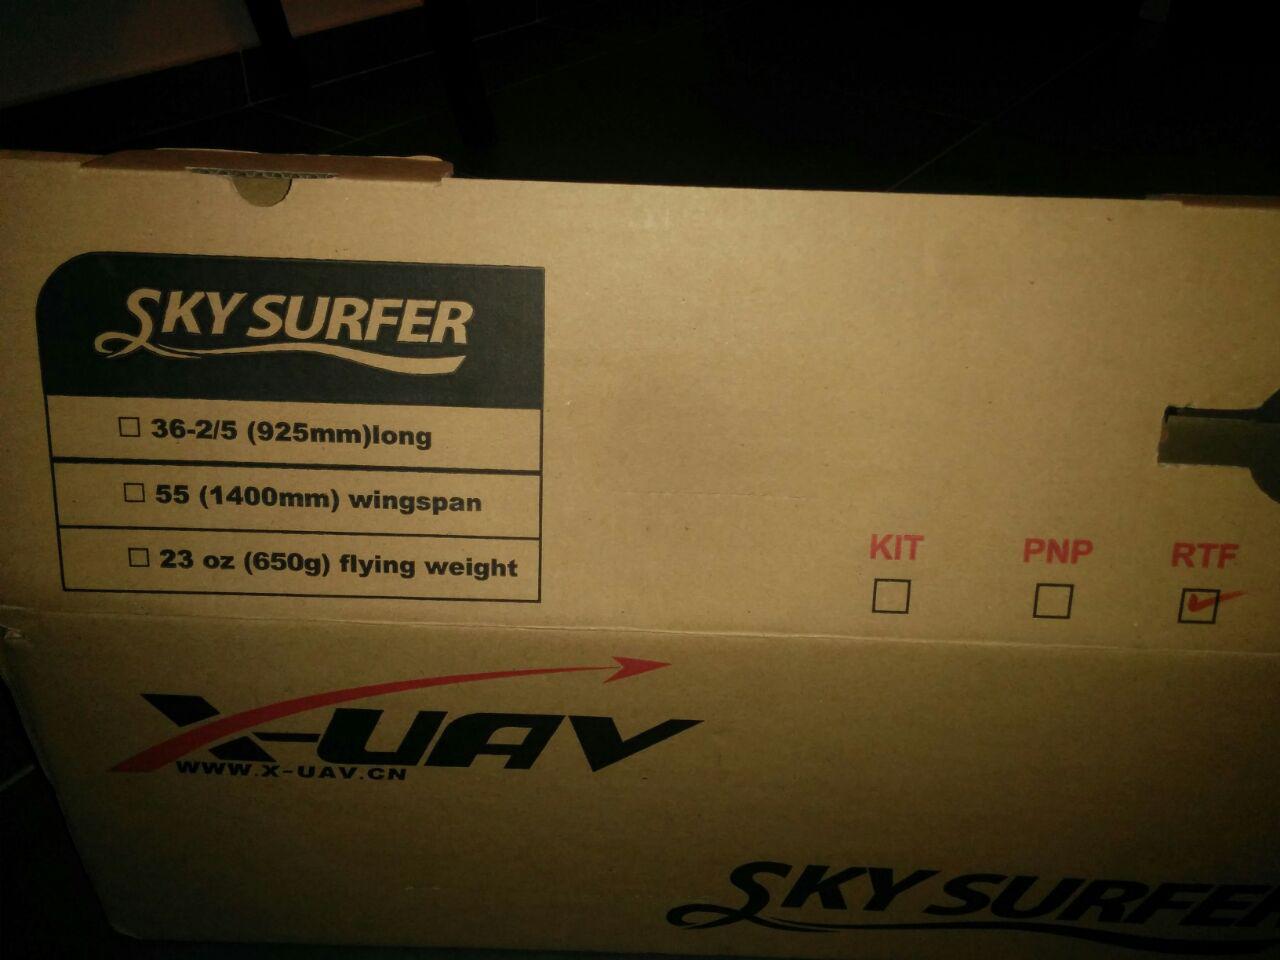 SKY SURFER
36-2/5 (925mm)long
55 (1400mm) wingspan
23 oz (650g) flying weight
KIT PNP RTF
X-UAV
WWW.X-UAV.CN
SKY SURFER